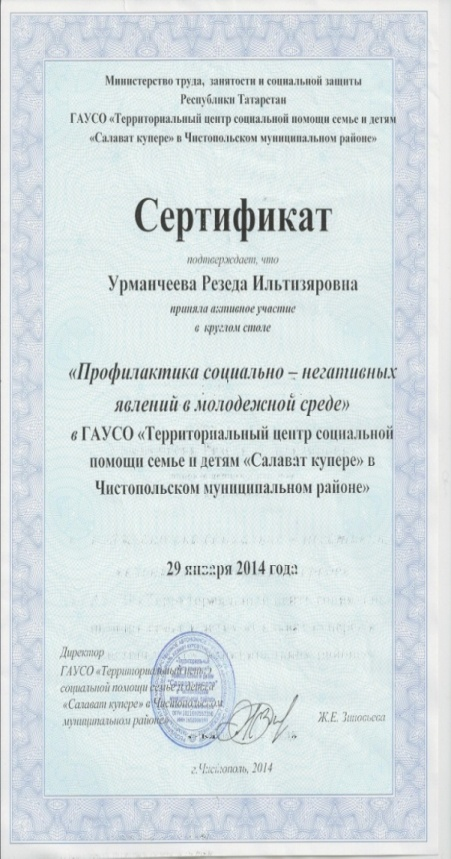 Министерство труда, занятости и социальной защиты
Республики Татарстан
ГАУСО «Территориальный центр социальной помощи семье и детям
«Салават купере» в Чистопольском муниципальном районе»
Сертификат
подтверждает, что
Урманчеева Резеда Ильтизяровна
приняла активное участие
в круглом столе
«Профилактика социально – негативных
явлений в молодежной среде»
в ГАУСО «Территориальный центр социальной
помощи семье и детям «Салават купере» в
Чистопольском муниципальном районе»
29 января 2014 года
Директор
ГАУСО «Территориальный центр
социальной помощи семье и детям
«Салават купере» в Чистопольском
муниципальном районе»
Ж.Е. Зиновьева
г.Чистополь, 2014